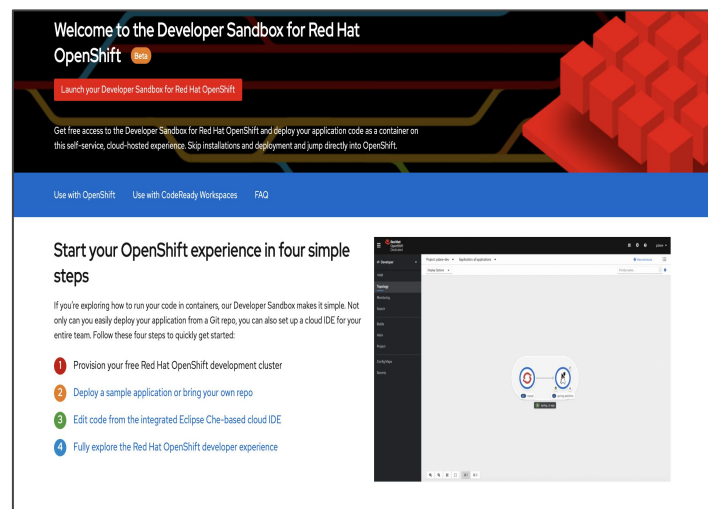 Welcome to the Developer Sandbox for Red Hat
OpenShift Beta
Launch your Developer Sandbox for Red Hat OpenShift
Get free access to the Developer Sandbox for Red Hat OpenShift and deploy your application code as a container on
this self-service, cloud-hosted experience. Skip installations and deployment and jump directly into OpenShift.
Use with OpenShift Use with CodeReady Workspaces FAQ
Start your OpenShift experience in four simple
steps
If you're exploring how to run your code in containers, our Developer Sandbox makes it simple. Not
only can you easily deploy your application from a Git repo, you can also set up a cloud IDE for your
entire team. Follow these four steps to quickly get started:
1 Provision your free Red Hat OpenShift development cluster
2 Deploy a sample application or bring your own repo
3 Edit code from the integrated Eclipse Che-based cloud IDE
4 Fully explore the Red Hat OpenShift developer experience
Red Hat
OpenShift
Developer
Topology
Monitoring
Search
Builds
Helm
Project
Config Maps
Secrets
Display Options